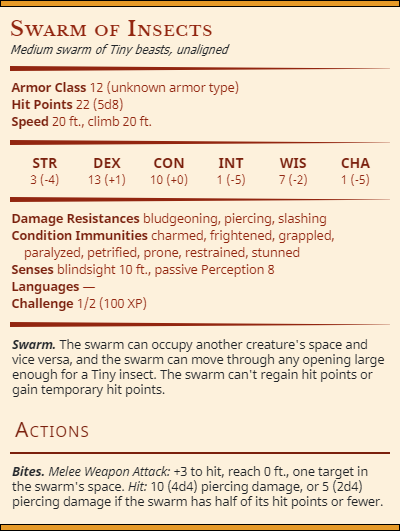 Swarm of Insects
Medium swarm of Tiny beasts, unaligned
Armor Class 12 (unknown armor type)
Hit Points 22 (5d8)
Speed 20 ft., climb 20 ft.
STR DEX CON INT WIS CHA
3 (-4) 13 (+1) 10 (+0) 1 (-5) 7 (-2) 1 (-5)
Damage Resistances bludgeoning, piercing, slashing
Condition Immunities charmed, frightened, grappled,
paralyzed, petrified, prone, restrained, stunned
Senses blindsight 10 ft., passive Perception 8
Languages —
Challenge 1/2 (100 XP)
Swarm. The swarm can occupy another creature's space and
vice versa, and the swarm can move through any opening large
enough for a Tiny insect. The swarm can't regain hit points or
gain temporary hit points.
Actions
Bites. Melee Weapon Attack: +3 to hit, reach 0 ft., one target in
the swarm's space. Hit: 10 (4d4) piercing damage, or 5 (2d4)
piercing damage if the swarm has half of its hit points or fewer.